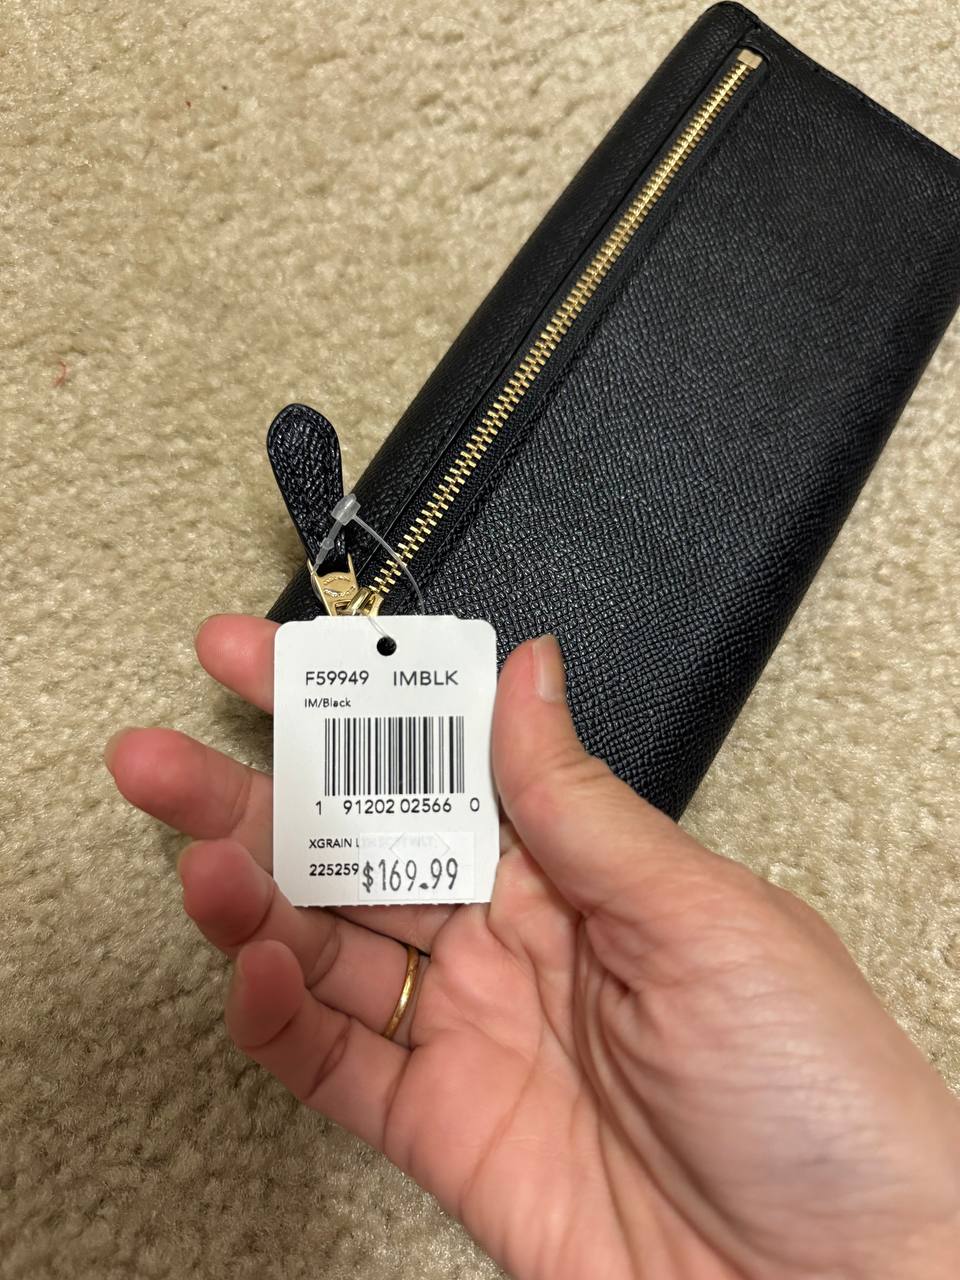 F59949 IMBLK
IM/Black
1 91202 02566 0
XGRAIN
225259
$169.99